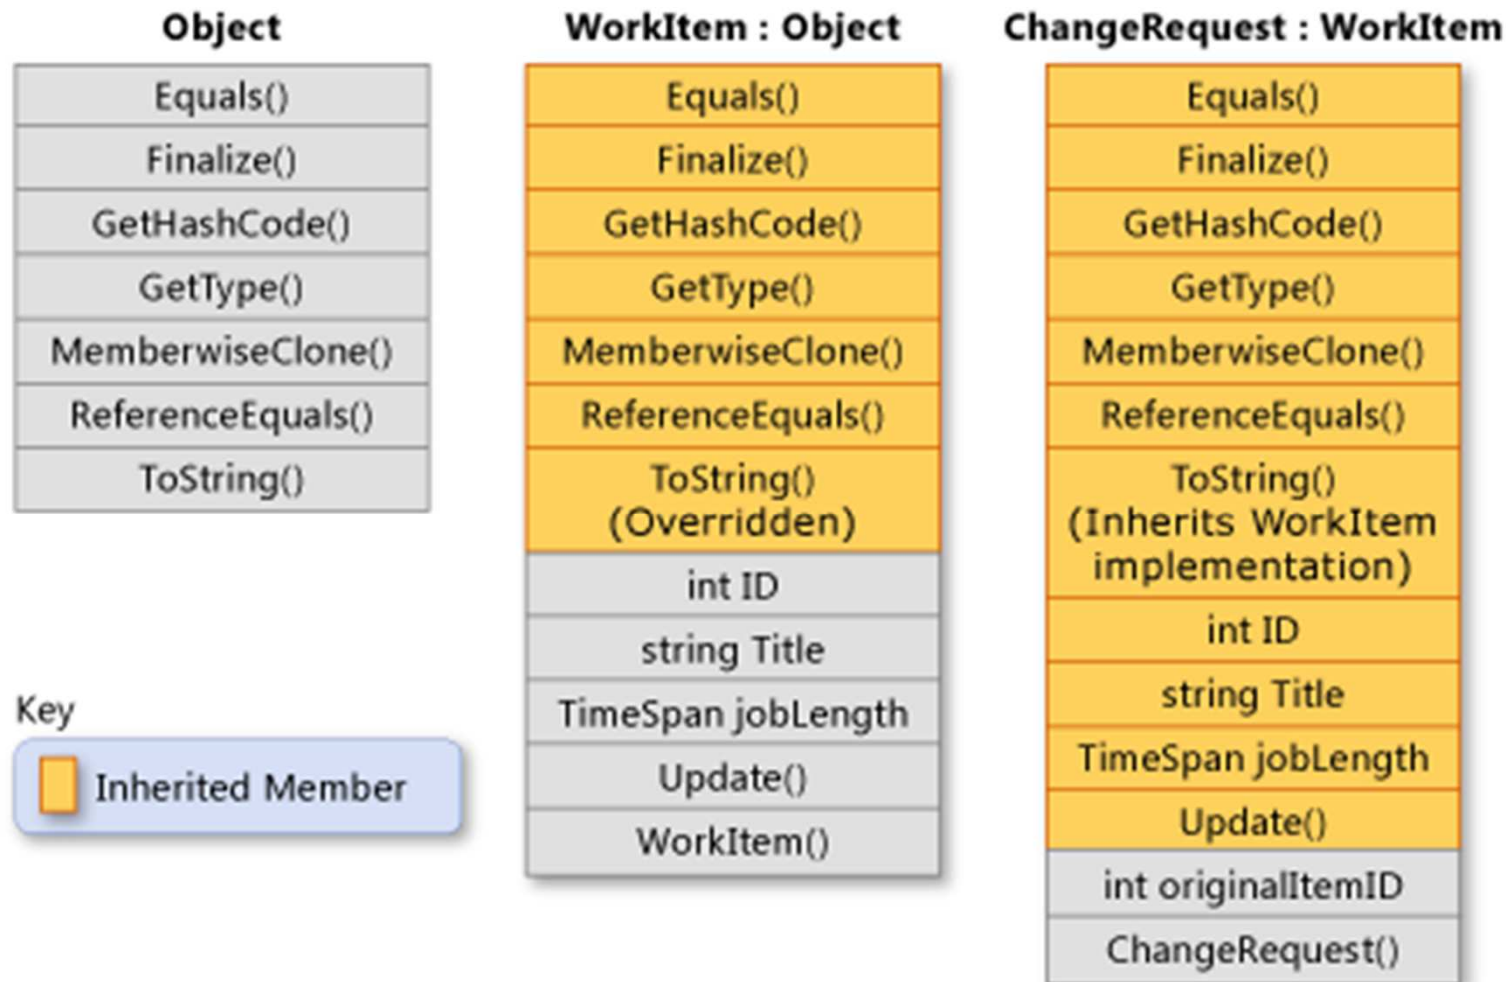 Object
Equals()
Finalize()
GetHashCode()
GetType()
MemberwiseClone()
ReferenceEquals()
ToString()
Key
Inherited Member
WorkItem : Object
Equals()
Finalize()
GetHashCode()
GetType()
MemberwiseClone()
ReferenceEquals()
ToString()
(Overridden)
int ID
string Title
TimeSpan jobLength
Update()
WorkItem()
ChangeRequest : WorkItem
Equals()
Finalize()
GetHashCode()
GetType()
MemberwiseClone()
ReferenceEquals()
ToString()
(Inherits WorkItem
implementation)
int ID
string Title
TimeSpan jobLength
Update()
int originalItemID
ChangeRequest()